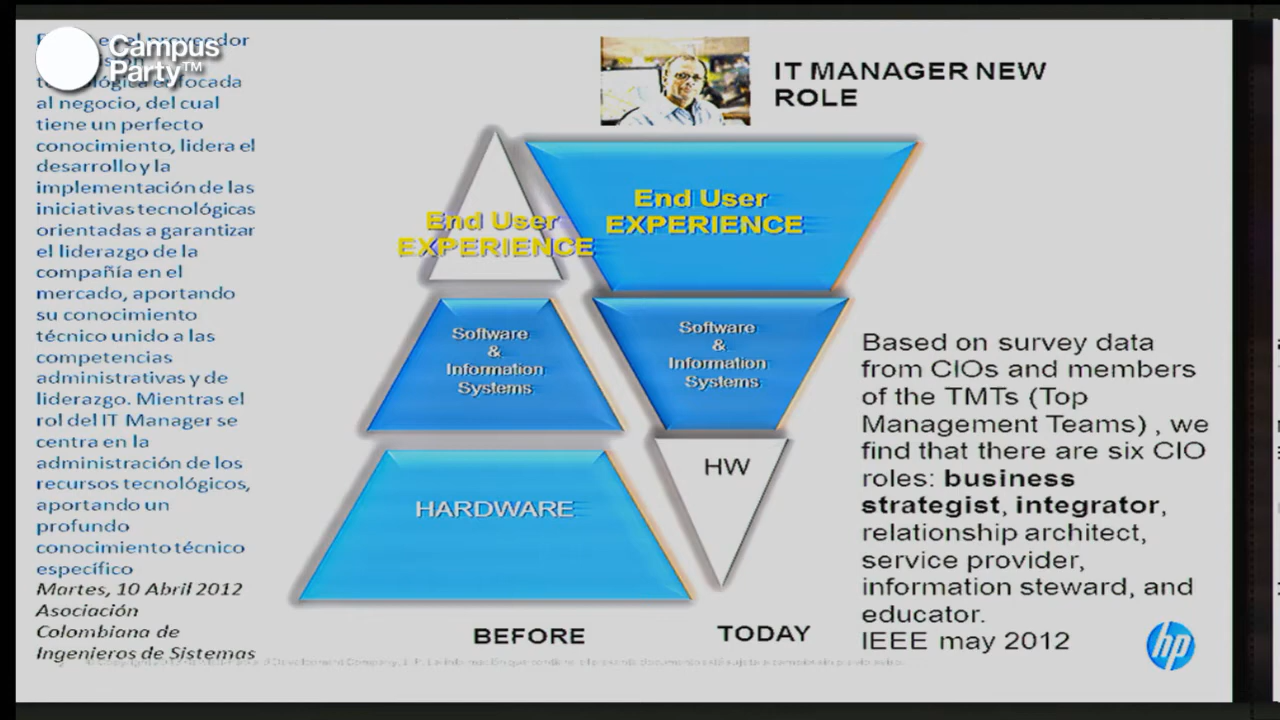 Campus
Party™
proveedor
tecnológica enfocada
al negocio, del cual
tiene un perfecto
conocimiento, lidera el
desarrollo y la
implementación de las
iniciativas tecnológicas
orientadas a garantizar
el liderazgo de la
compañía en el
mercado, aportando
su conocimiento
técnico unido a las
competencias
administrativas y de
liderazgo. Mientras el
rol del IT Manager se
centra en la
administración de los
recursos tecnológicos,
aportando un
profundo
conocimiento técnico
específico
Martes, 10 Abril 2012
Asociación
Colombiana de
Ingenieros de Sistemas
IT MANAGER NEW
ROLE
End User
EXPERIENCE
Software
&
Information
Systems
HARDWARE
BEFORE
End User
EXPERIENCE
Software
&
Information
Systems
HW
TODAY
Based on survey data
from CIOs and members
of the TMTs (Top
Management Teams) , we
find that there are six CIO
roles: business
strategist, integrator,
relationship architect,
service provider,
information steward, and
educator.
IEEE may 2012
hp